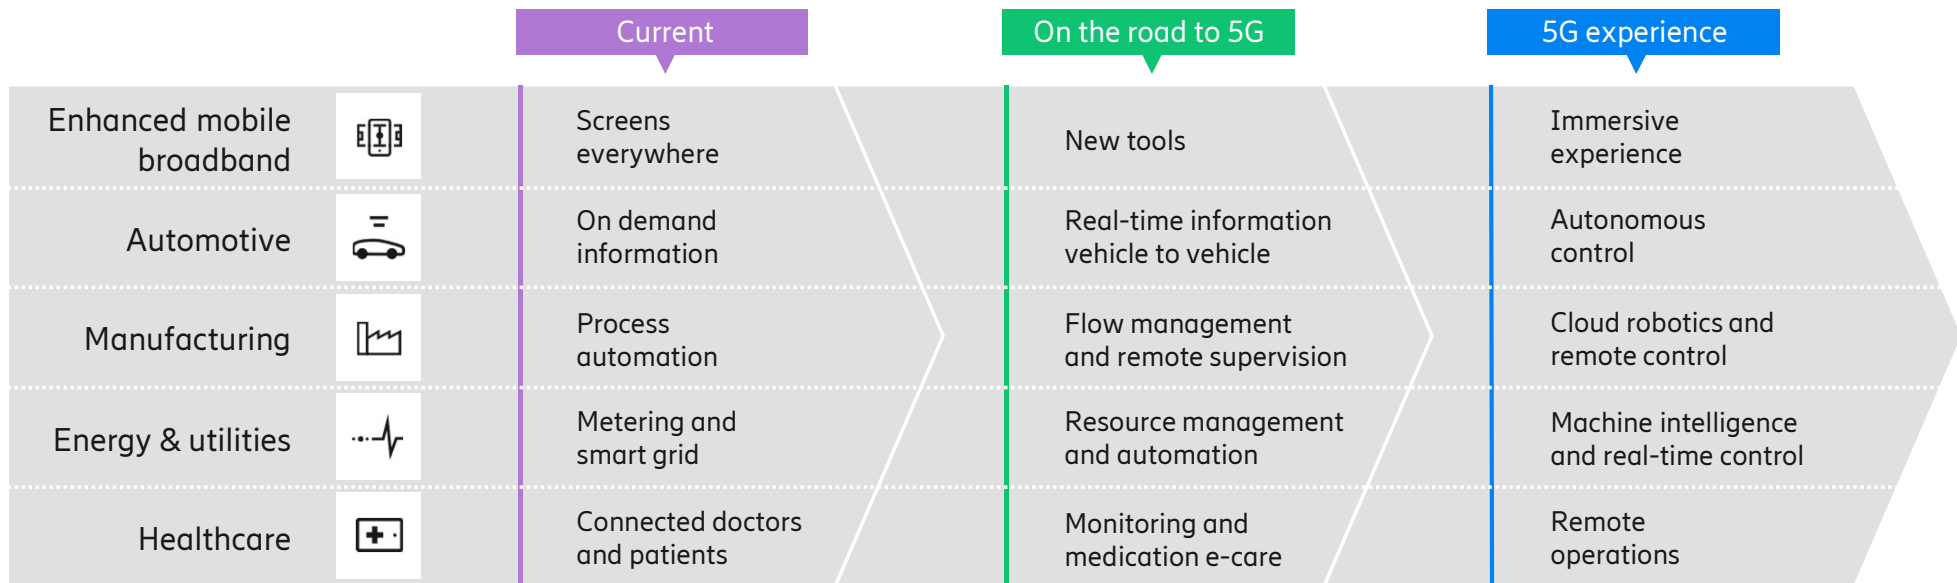 Current
On the road to 5G
5G experience
Enhanced mobile
broadband
Screens
everywhere
New tools
Immersive
experience
Automotive
On demand
information
Real-time information
vehicle to vehicle
Autonomous
control
Manufacturing
Process
automation
Flow management
and remote supervision
Cloud robotics and
remote control
Energy & utilities
Metering and
smart grid
Resource management
and automation
Machine intelligence
and real-time control
Healthcare
Connected doctors
and patients
Monitoring and
medication e-care
Remote
operations